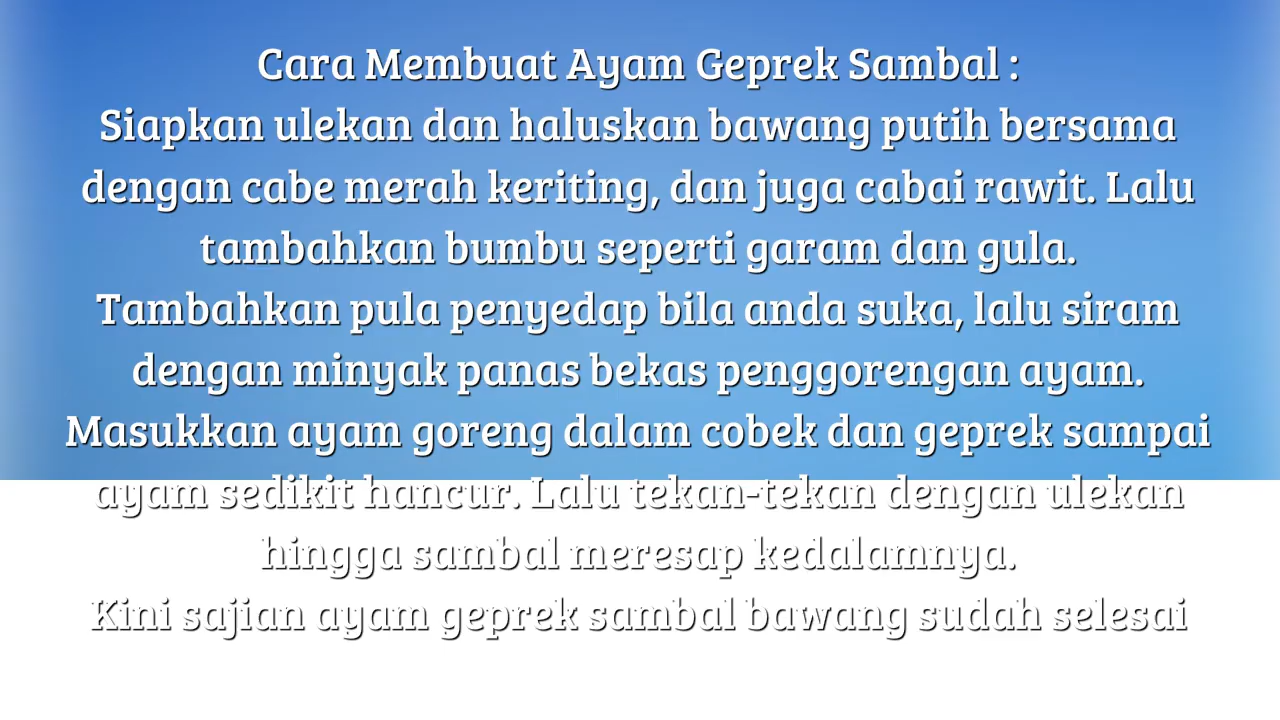 Cara Membuat Ayam Geprek Sambal :
Siapkan ulekan dan haluskan bawang putih bersama
dengan cabe merah keriting, dan juga cabai rawit. Lalu
tambahkan bumbu seperti garam dan gula.
Tambahkan pula penyedap bila anda suka, lalu siram
dengan minyak panas bekas penggorengan ayam.
Masukkan ayam goreng dalam cobek dan geprek sampai
ayam sedikit hancur. Lalu tekan-tekan dengan ulekan
hingga sambal meresap kedalamnya.
Kini sajian ayam geprek sambal bawang sudah selesai